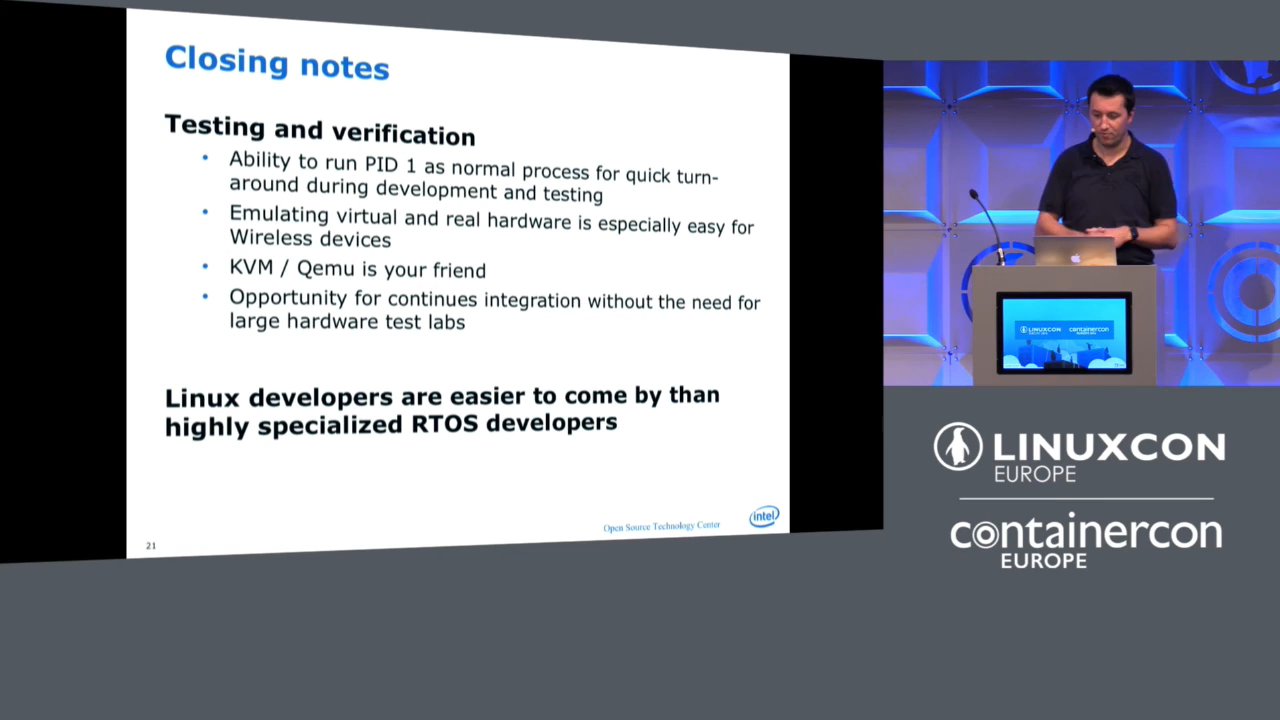 Closing notes
Testing and verification
• Ability to run PID 1 as normal process for quick turn-
around during development and testing
• Emulating virtual and real hardware is especially easy for
Wireless devices
• KVM / Qemu is your friend
• Opportunity for continues integration without the need for
large hardware test labs
Linux developers are easier to come by than
highly specialized RTOS developers
Open Source Technology Center
intel
21
LINUXCON
containercon
LINUXCON
EUROPE
containercon
EUROPE